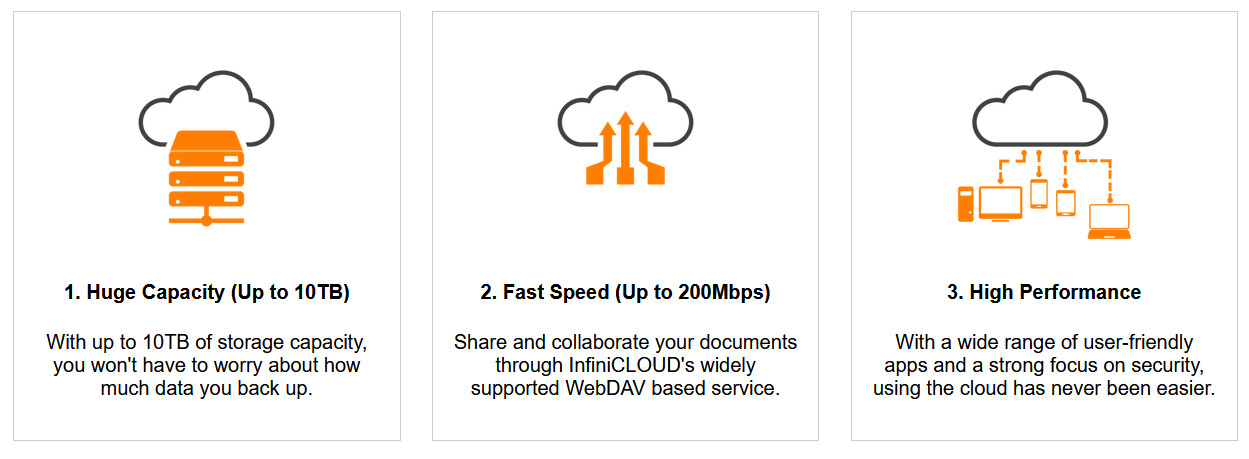 1. Huge Capacity (Up to 10TB)
With up to 10TB of storage capacity,
you won't have to worry about how
much data you back up.
2. Fast Speed (Up to 200Mbps)
Share and collaborate your documents
through InfiniCLOUD's widely
supported WebDAV based service.
3. High Performance
With a wide range of user-friendly
apps and a strong focus on security,
using the cloud has never been easier.